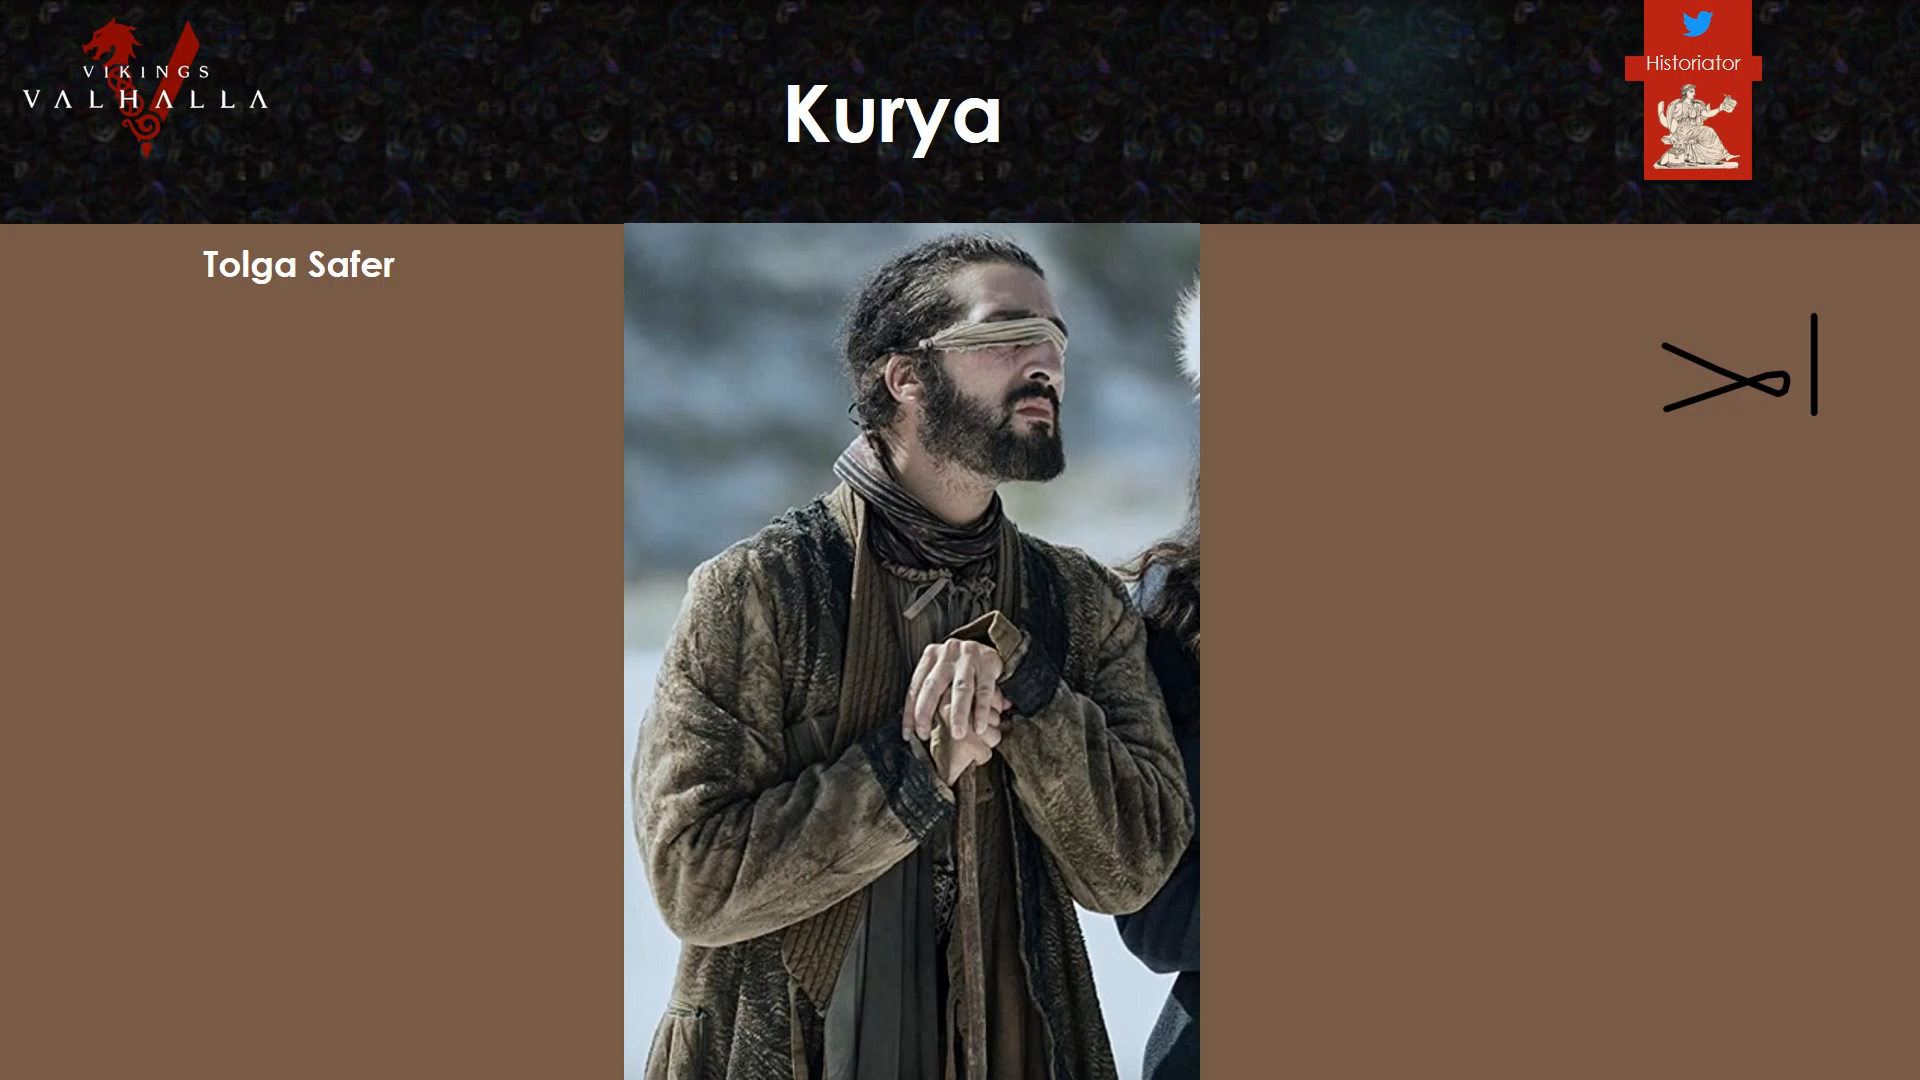 VIKINGS
VALHALLA
Kurya
Historiator
Tolga Safer